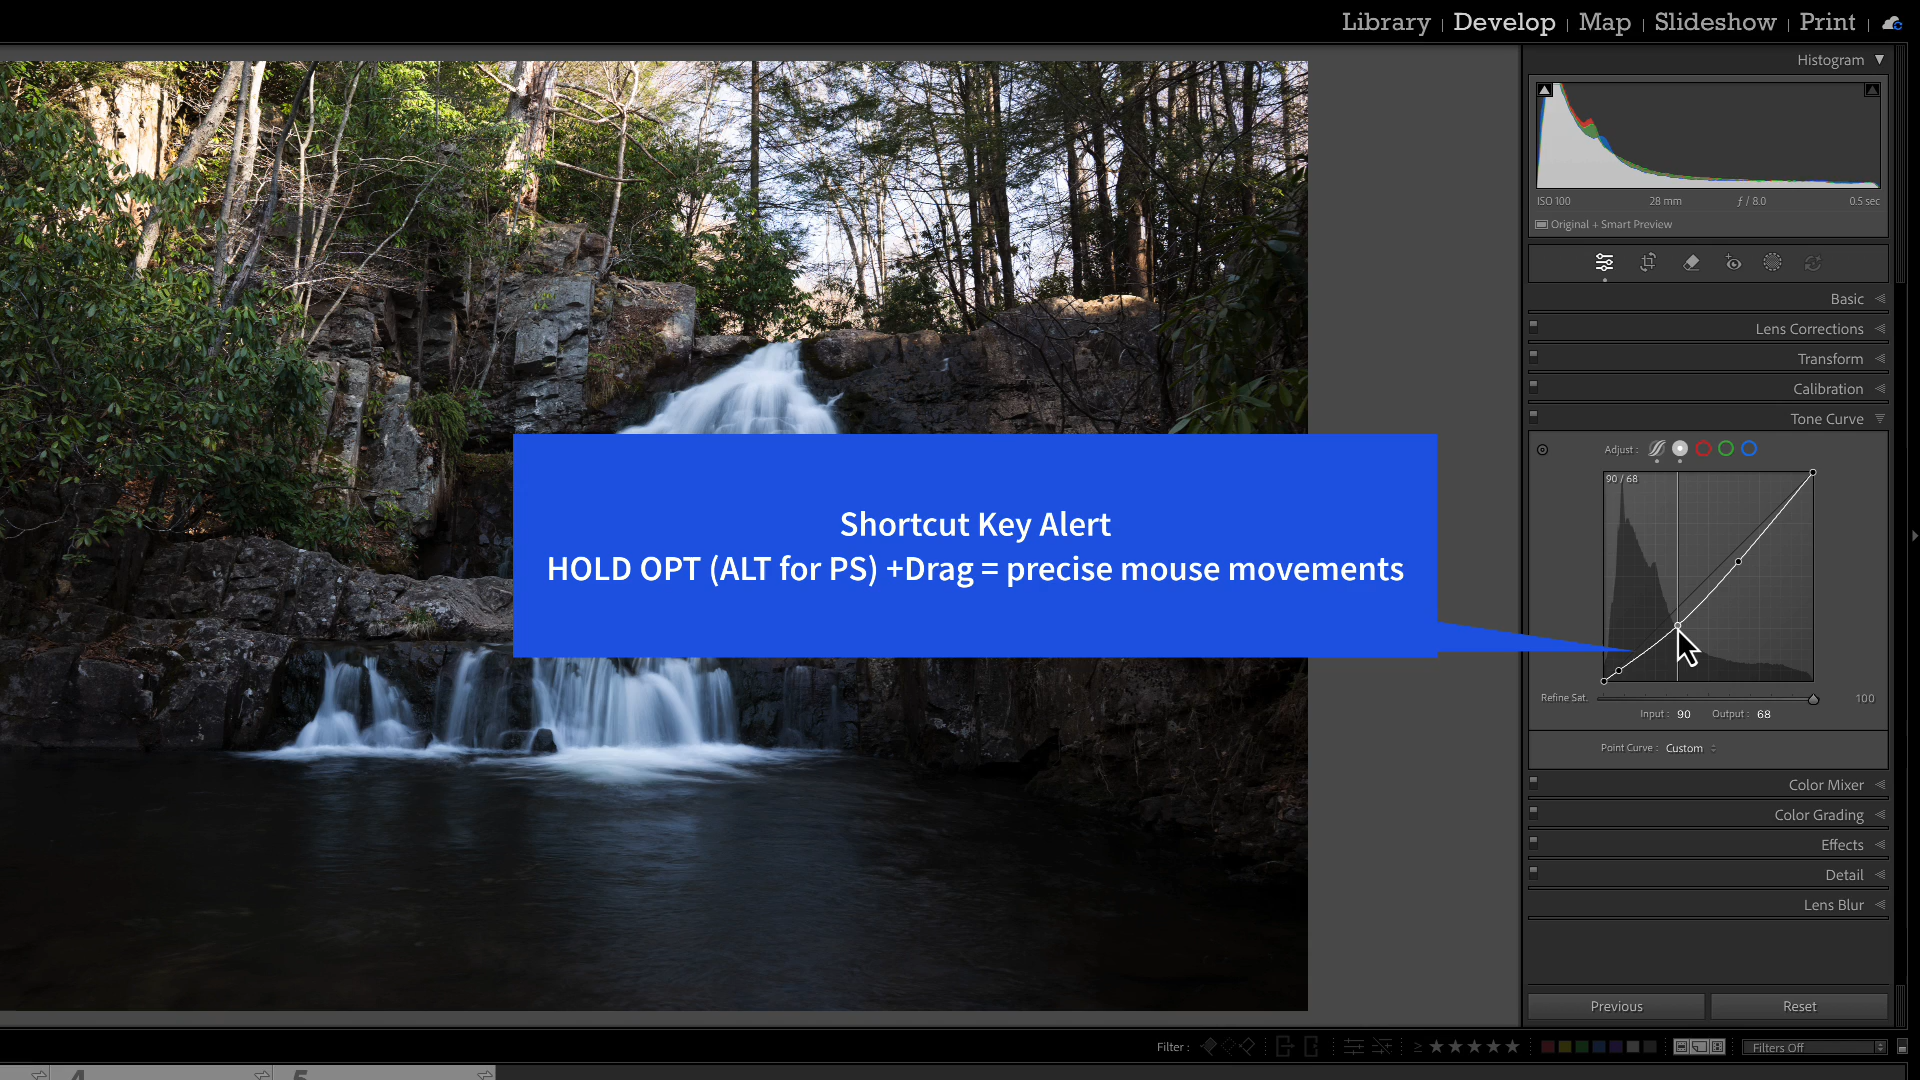 Library | Develop | Map | Slideshow | Print |
Histogram
ISO 100 28 mm ƒ / 8.0 0.5 sec
Original + Smart Preview
Basic
Lens Corrections
Transform
Calibration
Tone Curve
Adjust :
90 / 68
Shortcut Key Alert
HOLD OPT (ALT for PS) +Drag = precise mouse movements
Refine Sat. 100
Input : 90 Output : 68
Point Curve : Custom
Color Mixer
Color Grading
Effects
Detail
Lens Blur
Previous Reset
Filter : ≥ ★★★★★ Filters Off
4 5